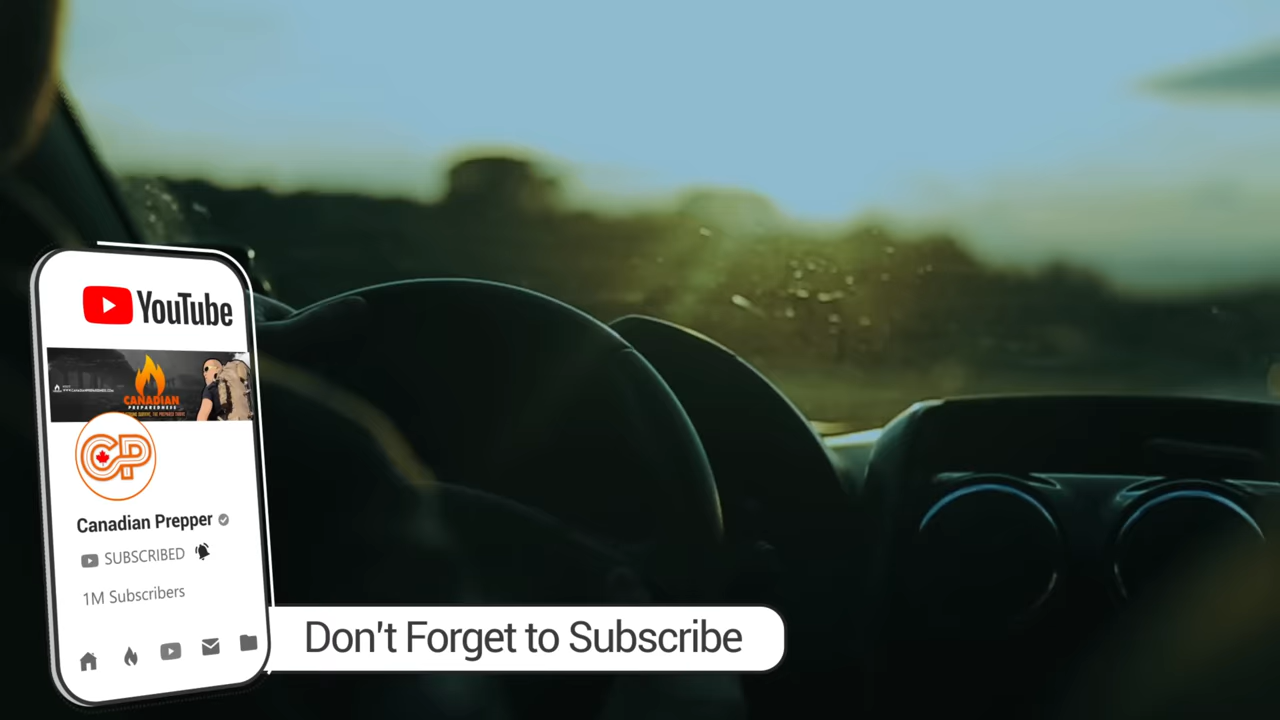 YouTube
CANADIAN
PREPAREDNESS
CP
Canadian Prepper
SUBSCRIBED
1M Subscribers
Don't Forget to Subscribe